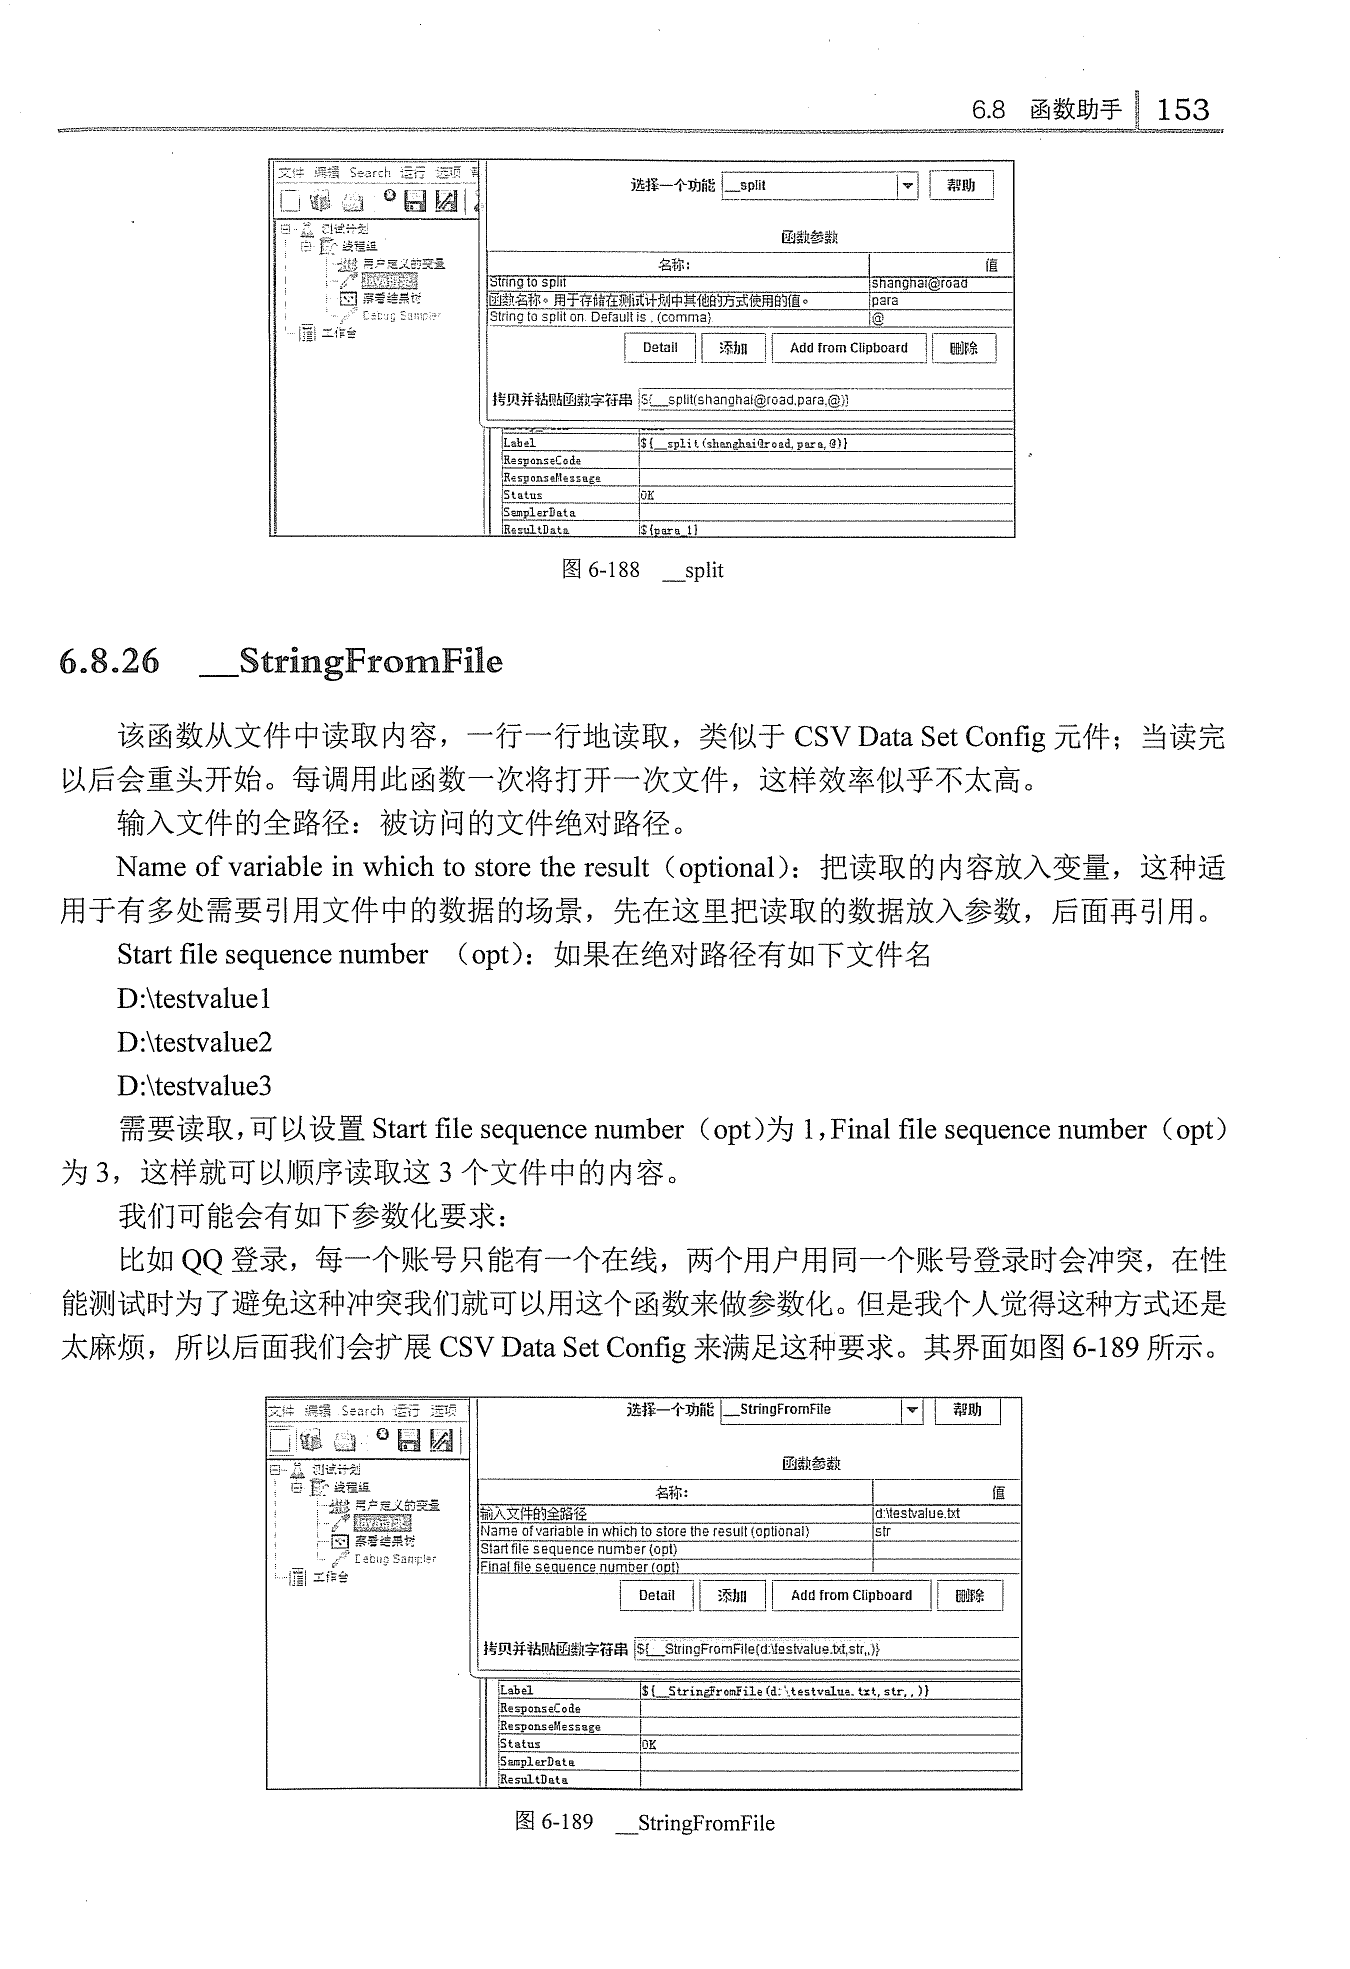 6.8 函数助手 153
文件 编辑 Search 运行 选项
选择一个功能 __split 帮助
函数参数
测试计划
线程组
用户定义的变量
察看结果树
Debug Sampler
工作台
名称: 值
String to split shanghai@road
函数名称。用于存储在测试计划中其他的方式使用的值。 para
String to split on. Default is , (comma) @
Detail 添加 Add from Clipboard 删除
拷贝并粘贴函数字符串 ${__split(shanghai@road,para,@)}
Label ${__split(shanghai@road,para,@)}
ResponseCode
ResponseMessage
Status OK
SamplerData
ResultData ${para_1}
图 6-188 __split
6.8.26 __StringFromFile
该函数从文件中读取内容，一行一行地读取，类似于 CSV Data Set Config 元件；当读完
以后会重头开始。每调用此函数一次将打开一次文件，这样效率似乎不太高。
输入文件的全路径：被访问的文件绝对路径。
Name of variable in which to store the result（optional）：把读取的内容放入变量，这种适
用于有多处需要引用文件中的数据的场景，先在这里把读取的数据放入参数，后面再引用。
Start file sequence number （opt）：如果在绝对路径有如下文件名
D:\testvalue1
D:\testvalue2
D:\testvalue3
需要读取，可以设置 Start file sequence number（opt）为 1，Final file sequence number（opt）
为 3，这样就可以顺序读取这 3 个文件中的内容。
我们可能会有如下参数化要求：
比如 QQ 登录，每一个账号只能有一个在线，两个用户用同一个账号登录时会冲突，在性
能测试时为了避免这种冲突我们就可以用这个函数来做参数化。但是我个人觉得这种方式还是
太麻烦，所以后面我们会扩展 CSV Data Set Config 来满足这种要求。其界面如图 6-189 所示。
文件 编辑 Search 运行 选项
选择一个功能 __StringFromFile 帮助
函数参数
测试计划
线程组
用户定义的变量
察看结果树
Debug Sampler
工作台
名称: 值
输入文件的全路径 d:\testvalue.txt
Name of variable in which to store the result (optional) str
Start file sequence number (opt)
Final file sequence number (opt)
Detail 添加 Add from Clipboard 删除
拷贝并粘贴函数字符串 ${__StringFromFile(d:\testvalue.txt,str,,)}
Label ${__StringFromFile(d:\testvalue.txt,str,,)}
ResponseCode
ResponseMessage
Status OK
SamplerData
ResultData
图 6-189 __StringFromFile